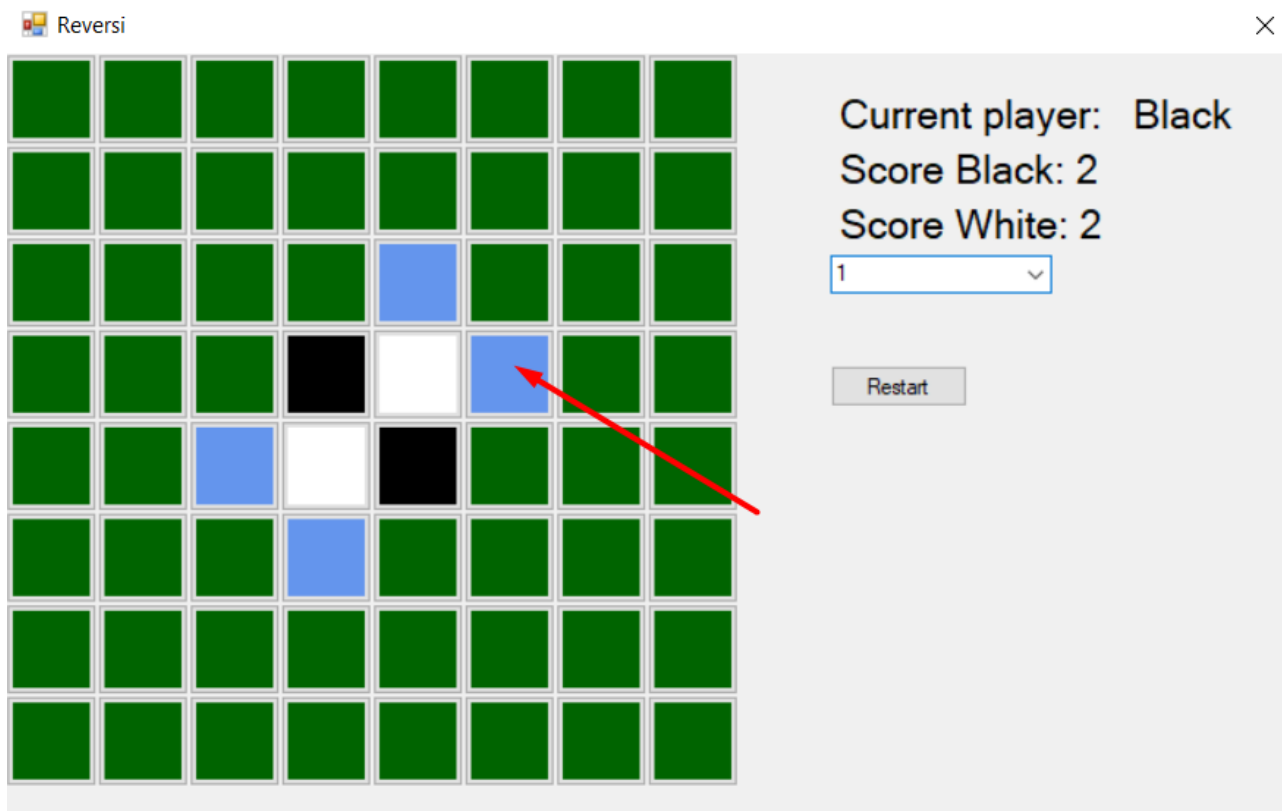 Reversi
Current player: Black
Score Black: 2
Score White: 2
1
Restart